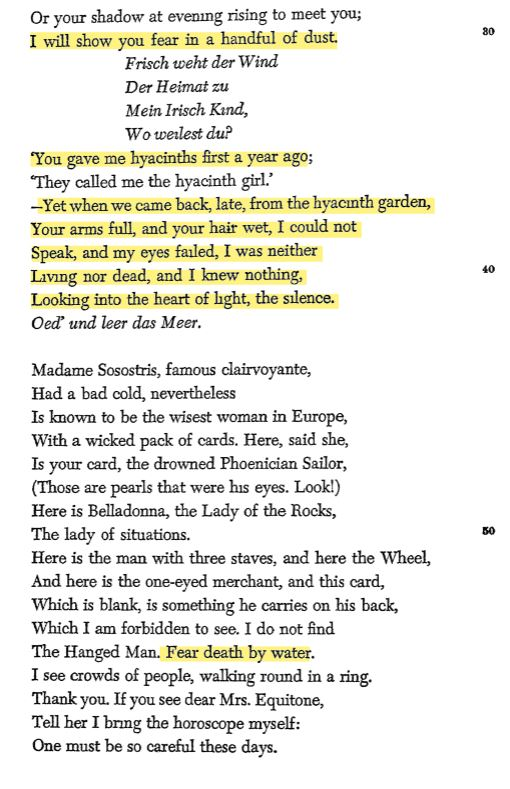 Or your shadow at evening rising to meet you;
I will show you fear in a handful of dust. 30
Frisch weht der Wind
Der Heimat zu
Mein Irisch Kind,
Wo weilest du?
'You gave me hyacinths first a year ago;
'They called me the hyacinth girl.'
–Yet when we came back, late, from the hyacinth garden,
Your arms full, and your hair wet, I could not
Speak, and my eyes failed, I was neither
Living nor dead, and I knew nothing, 40
Looking into the heart of light, the silence.
Oed' und leer das Meer.
Madame Sosostris, famous clairvoyante,
Had a bad cold, nevertheless
Is known to be the wisest woman in Europe,
With a wicked pack of cards. Here, said she,
Is your card, the drowned Phoenician Sailor,
(Those are pearls that were his eyes. Look!)
Here is Belladonna, the Lady of the Rocks,
The lady of situations. 50
Here is the man with three staves, and here the Wheel,
And here is the one-eyed merchant, and this card,
Which is blank, is something he carries on his back,
Which I am forbidden to see. I do not find
The Hanged Man. Fear death by water.
I see crowds of people, walking round in a ring.
Thank you. If you see dear Mrs. Equitone,
Tell her I bring the horoscope myself:
One must be so careful these days.